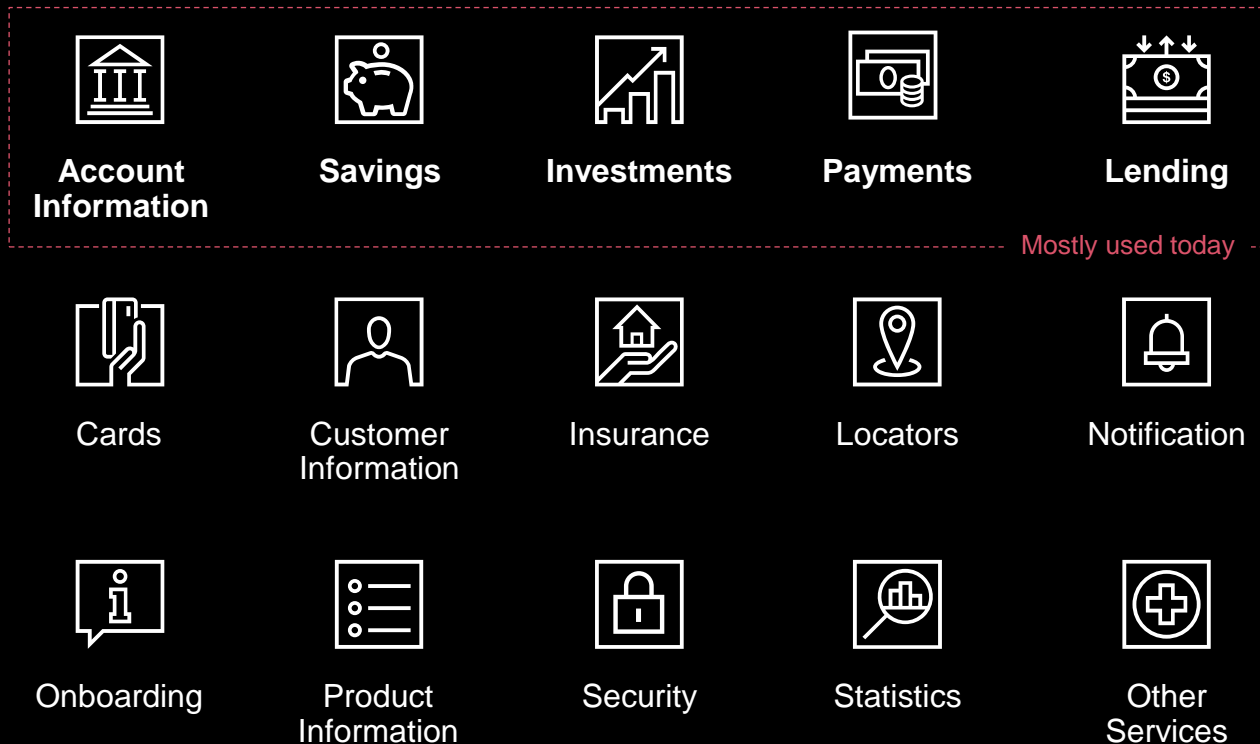 Account
Information
Savings
Investments
Payments
Lending
Mostly used today
Cards
Customer
Information
Insurance
Locators
Notification
Onboarding
Product
Information
Security
Statistics
Other
Services